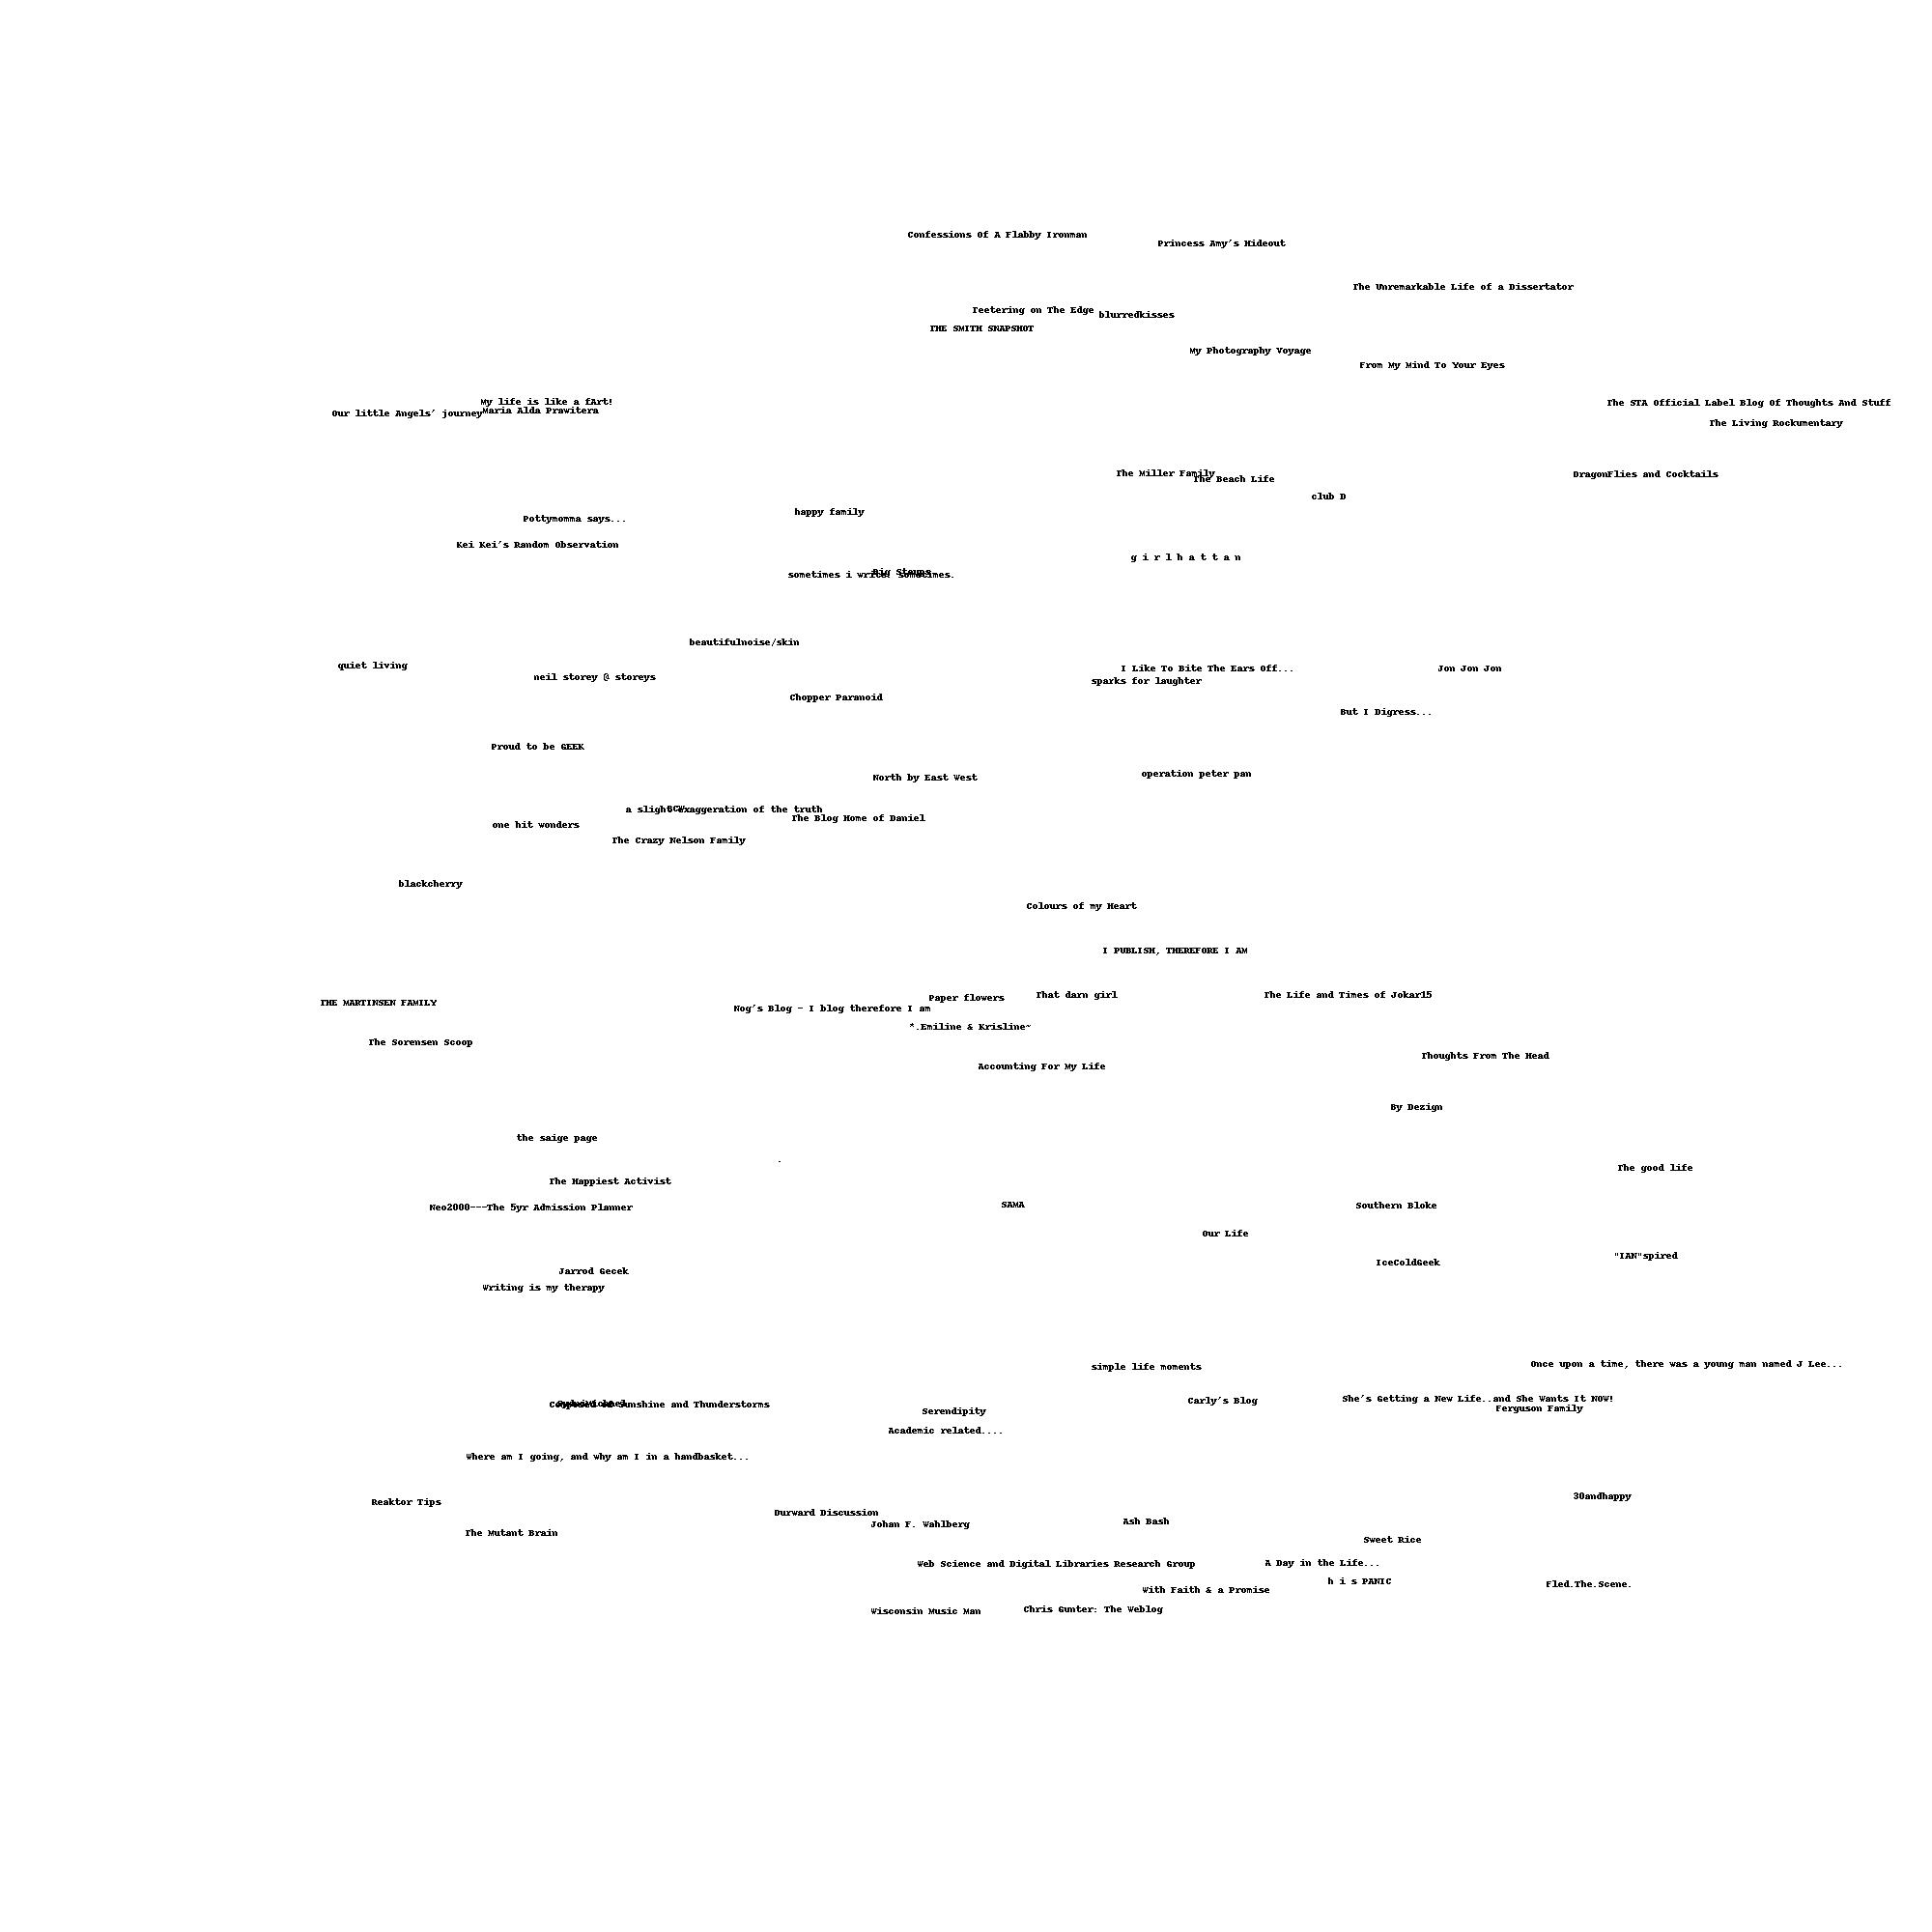 Confessions Of A Flabby Ironman
Princess Amy's Hideout
The Unremarkable Life of a Dissertator
Teetering on The Edge
blurredkisses
THE SMITH SNAPSHOT
My Photography Voyage
From My Mind To Your Eyes
My life is like a fArt!
The STA Official Label Blog Of Thoughts And Stuff
Our little Angels' journey
Maria Alda Prawitera
The Living Rockumentary
The Miller Family
DragonFlies and Cocktails
The Beach Life
club D
happy family
Pottymomma says...
Kei Kei's Random Observation
g i r l h a t t a n
sometimes i write. sometimes.
beautifulnoise/skin
quiet living
I Like To Bite The Ears Off...
Jon Jon Jon
neil storey @ storeys
sparks for laughter
Chopper Paranoid
But I Digress...
Proud to be GEEK
operation peter pan
North by East West
a slight exaggeration of the truth
The Blog Home of Daniel
one hit wonders
The Crazy Nelson Family
blackcherry
Colours of my Heart
I PUBLISH, THEREFORE I AM
That darn girl
The Life and Times of Jokar15
Paper flowers
THE MARTINSEN FAMILY
Nog's Blog - I blog therefore I am
*.Emiline & Krisline~
The Sorensen Scoop
Thoughts From The Head
Accounting For My Life
By Dezign
the saige page
.
The good life
The Happiest Activist
SAMA
Southern Bloke
Neo2000---The 5yr Admission Planner
Our Life
"IAN"spired
IceColdGeek
Jarrod Gecek
Writing is my therapy
Once upon a time, there was a young man named J Lee...
simple life moments
She's Getting a New Life..and She Wants It NOW!
Carly's Blog
Composed of Sunshine and Thunderstorms
Ferguson Family
Serendipity
Academic related....
Where am I going, and why am I in a handbasket...
30andhappy
Reaktor Tips
Durward Discussion
Ash Bash
Johan F. Wahlberg
The Mutant Brain
Sweet Rice
A Day in the Life...
Web Science and Digital Libraries Research Group
h i s PANIC
Fled.The.Scene.
With Faith & a Promise
Chris Gunter: The Weblog
Wisconsin Music Man